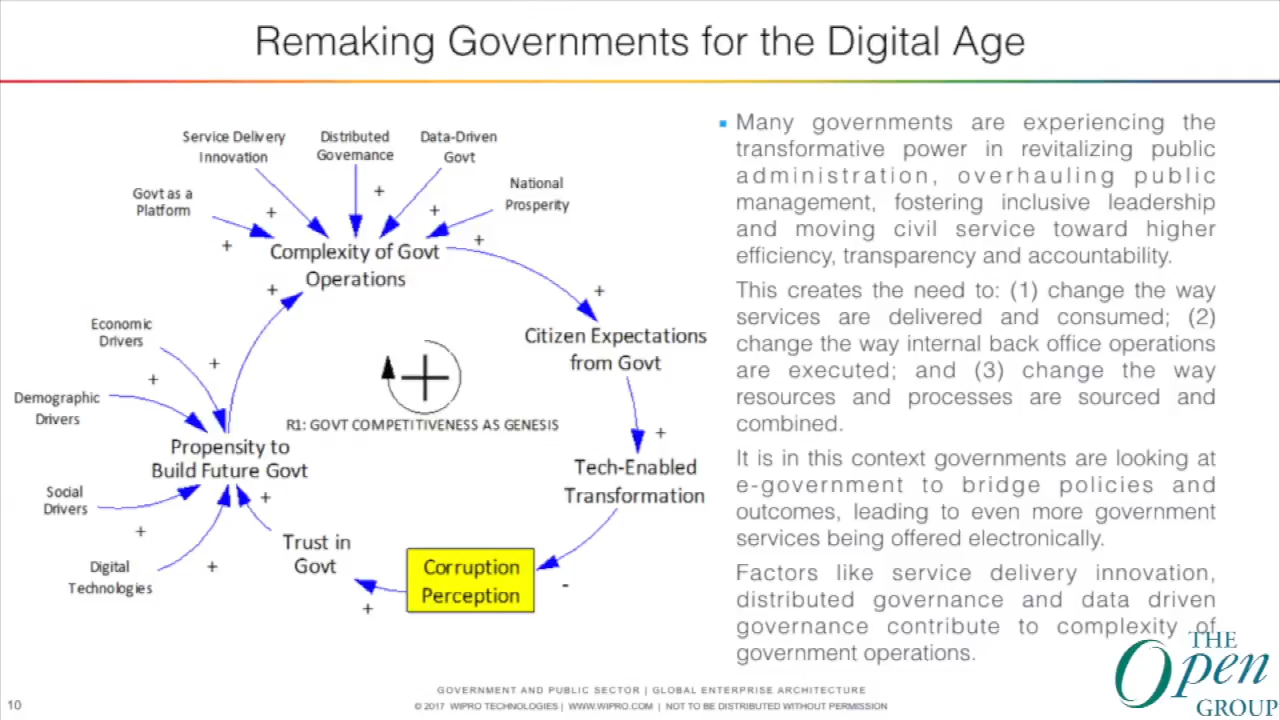 Remaking Governments for the Digital Age
Service Delivery
Innovation
Distributed
Governance
Data-Driven
Govt
Govt as a
Platform
National
Prosperity
+
+
+
+
+
Complexity of Govt
Operations
+
+
Economic
Drivers
Citizen Expectations
from Govt
+
+
Demographic
Drivers
+
R1: GOVT COMPETITIVENESS AS GENESIS
+
Propensity to
Build Future Govt
Tech-Enabled
Transformation
Social
Drivers
+
+
Trust in
Govt
Digital
Technologies
+
Corruption
Perception
-
+
Many governments are experiencing the
transformative power in revitalizing public
administration, overhauling public
management, fostering inclusive leadership
and moving civil service toward higher
efficiency, transparency and accountability.
This creates the need to: (1) change the way
services are delivered and consumed; (2)
change the way internal back office operations
are executed; and (3) change the way
resources and processes are sourced and
combined.
It is in this context governments are looking at
e-government to bridge policies and
outcomes, leading to even more government
services being offered electronically.
Factors like service delivery innovation,
distributed governance and data driven
governance contribute to complexity of
government operations.
THE
Open
GROUP
10
GOVERNMENT AND PUBLIC SECTOR | GLOBAL ENTERPRISE ARCHITECTURE
© 2017 WIPRO TECHNOLOGIES | WWW.WIPRO.COM | NOT TO BE DISTRIBUTED WITHOUT PERMISSION